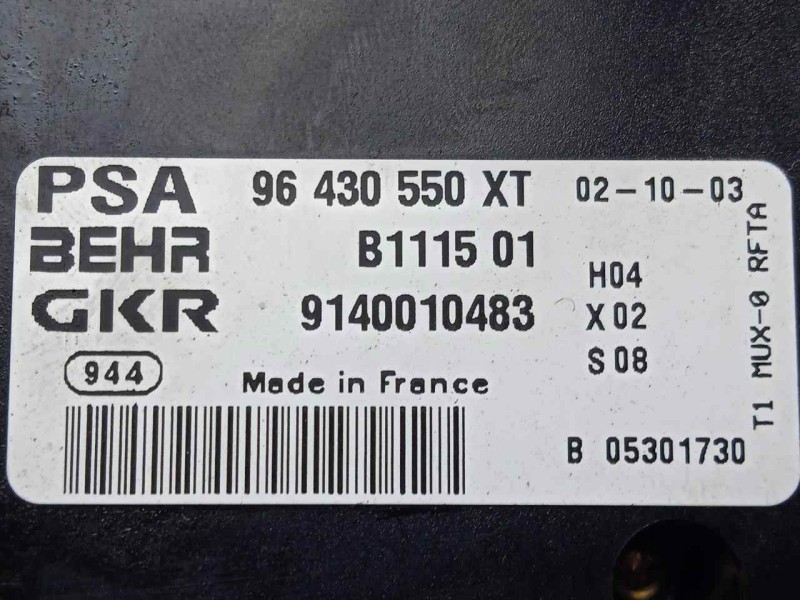 PSA 96 430 550 XT 02-10-03
BEHR B1115 01
H04
GKR 9140010483 X 02
S 08
944 Made in France
B 05301730
T1 MUX-0 RFTA